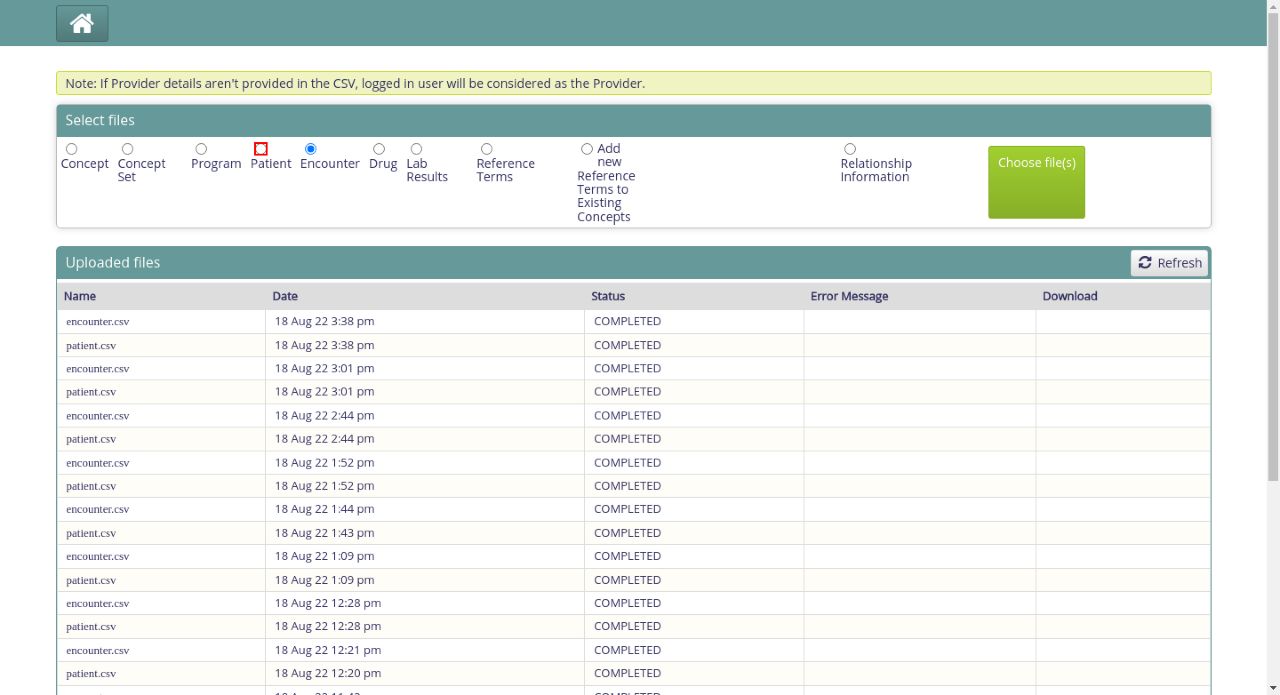 Note: If Provider details aren't provided in the CSV, logged in user will be considered as the Provider.
Select files
Concept
Concept
Set
Program
Patient
Encounter
Drug
Lab
Results
Reference
Terms
Add
new
Reference
Terms to
Existing
Concepts
Relationship
Information
Choose file(s)
Uploaded files
Refresh
Name Date Status Error Message Download
encounter.csv 18 Aug 22 3:38 pm COMPLETED
patient.csv 18 Aug 22 3:38 pm COMPLETED
encounter.csv 18 Aug 22 3:01 pm COMPLETED
patient.csv 18 Aug 22 3:01 pm COMPLETED
encounter.csv 18 Aug 22 2:44 pm COMPLETED
patient.csv 18 Aug 22 2:44 pm COMPLETED
encounter.csv 18 Aug 22 1:52 pm COMPLETED
patient.csv 18 Aug 22 1:52 pm COMPLETED
encounter.csv 18 Aug 22 1:44 pm COMPLETED
patient.csv 18 Aug 22 1:43 pm COMPLETED
encounter.csv 18 Aug 22 1:09 pm COMPLETED
patient.csv 18 Aug 22 1:09 pm COMPLETED
encounter.csv 18 Aug 22 12:28 pm COMPLETED
patient.csv 18 Aug 22 12:28 pm COMPLETED
encounter.csv 18 Aug 22 12:21 pm COMPLETED
patient.csv 18 Aug 22 12:20 pm COMPLETED